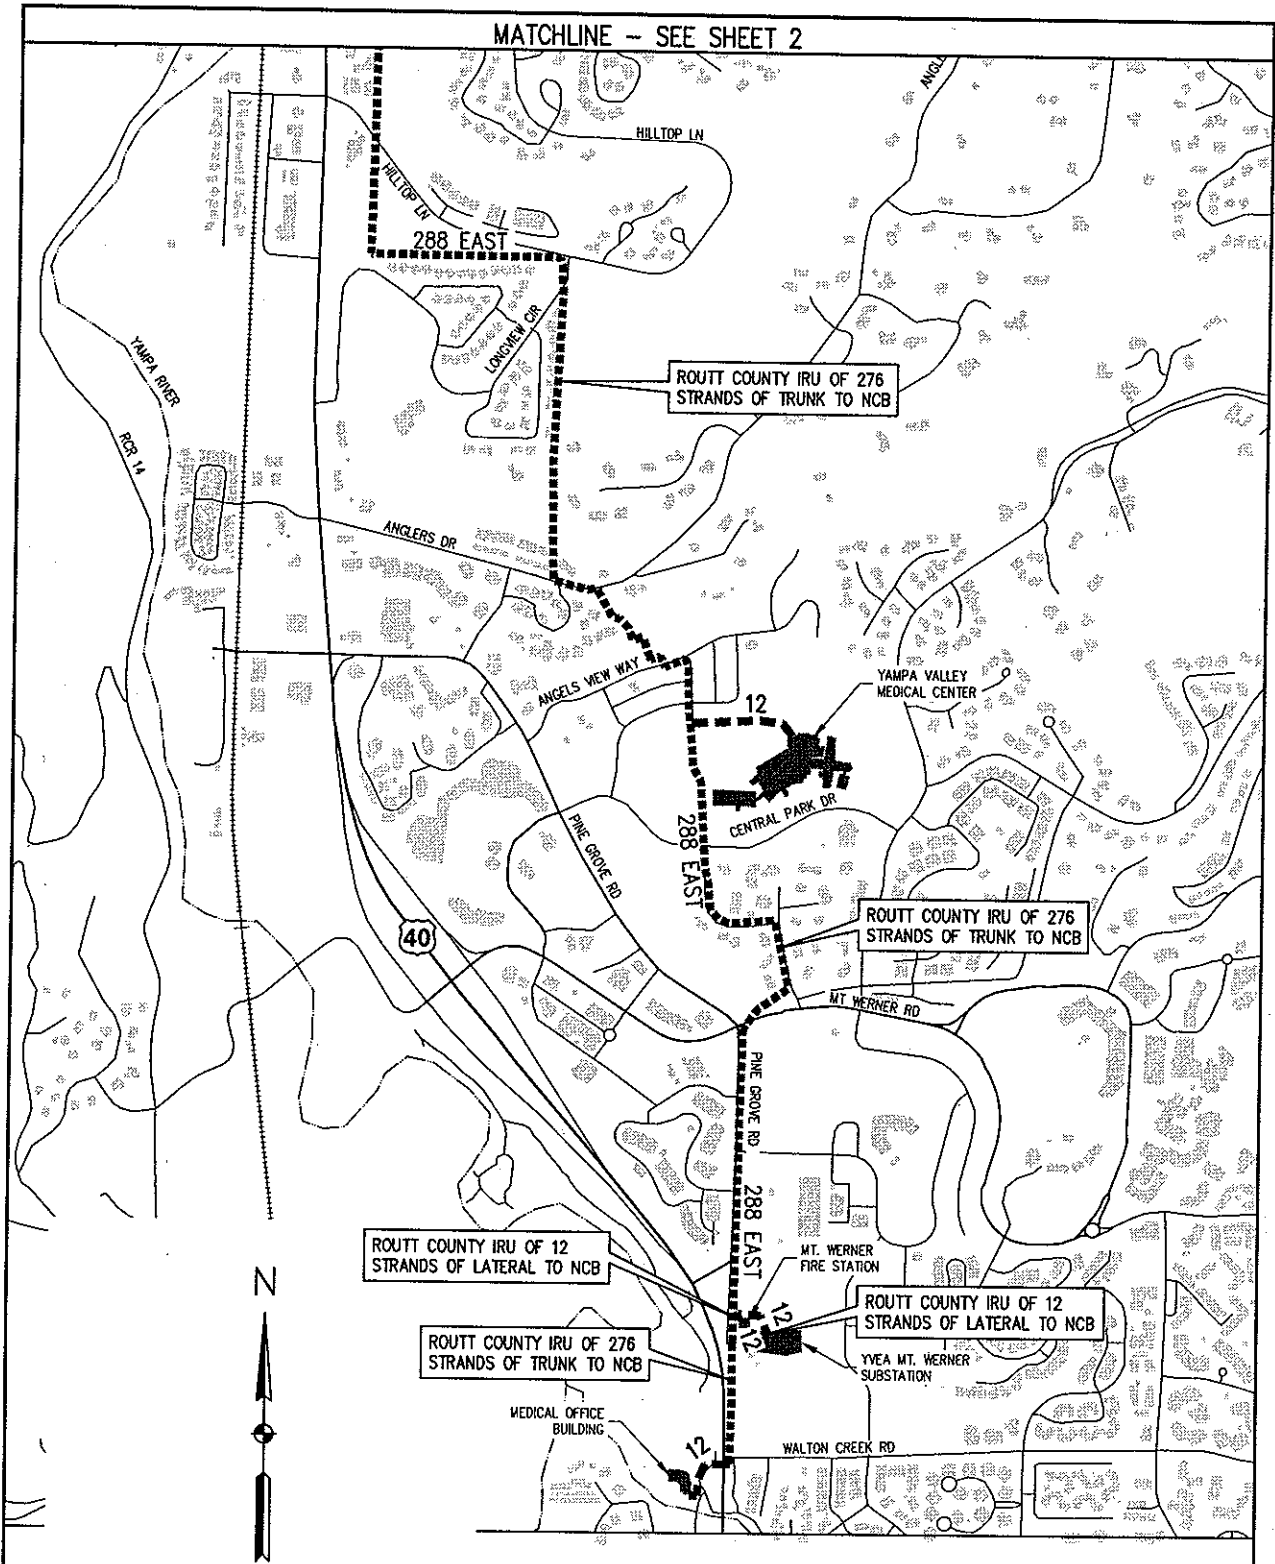 MATCHLINE - SEE SHEET 2
HILLTOP LN
HILLTOP LN
288 EAST
LONGVIEW CIR
YAMPA RIVER
RCR 14
ROUTT COUNTY IRU OF 276
STRANDS OF TRUNK TO NCB
ANGLERS DR
ANGELS VIEW WAY
YAMPA VALLEY
MEDICAL CENTER
12
CENTRAL PARK DR
PINE GROVE RD
288 EAST
ROUTT COUNTY IRU OF 276
STRANDS OF TRUNK TO NCB
40
MT WERNER RD
PINE GROVE RD
288 EAST
ROUTT COUNTY IRU OF 12
STRANDS OF LATERAL TO NCB
MT. WERNER
FIRE STATION
12
12
ROUTT COUNTY IRU OF 12
STRANDS OF LATERAL TO NCB
ROUTT COUNTY IRU OF 276
STRANDS OF TRUNK TO NCB
YVEA MT. WERNER
SUBSTATION
N
MEDICAL OFFICE
BUILDING
12
WALTON CREEK RD